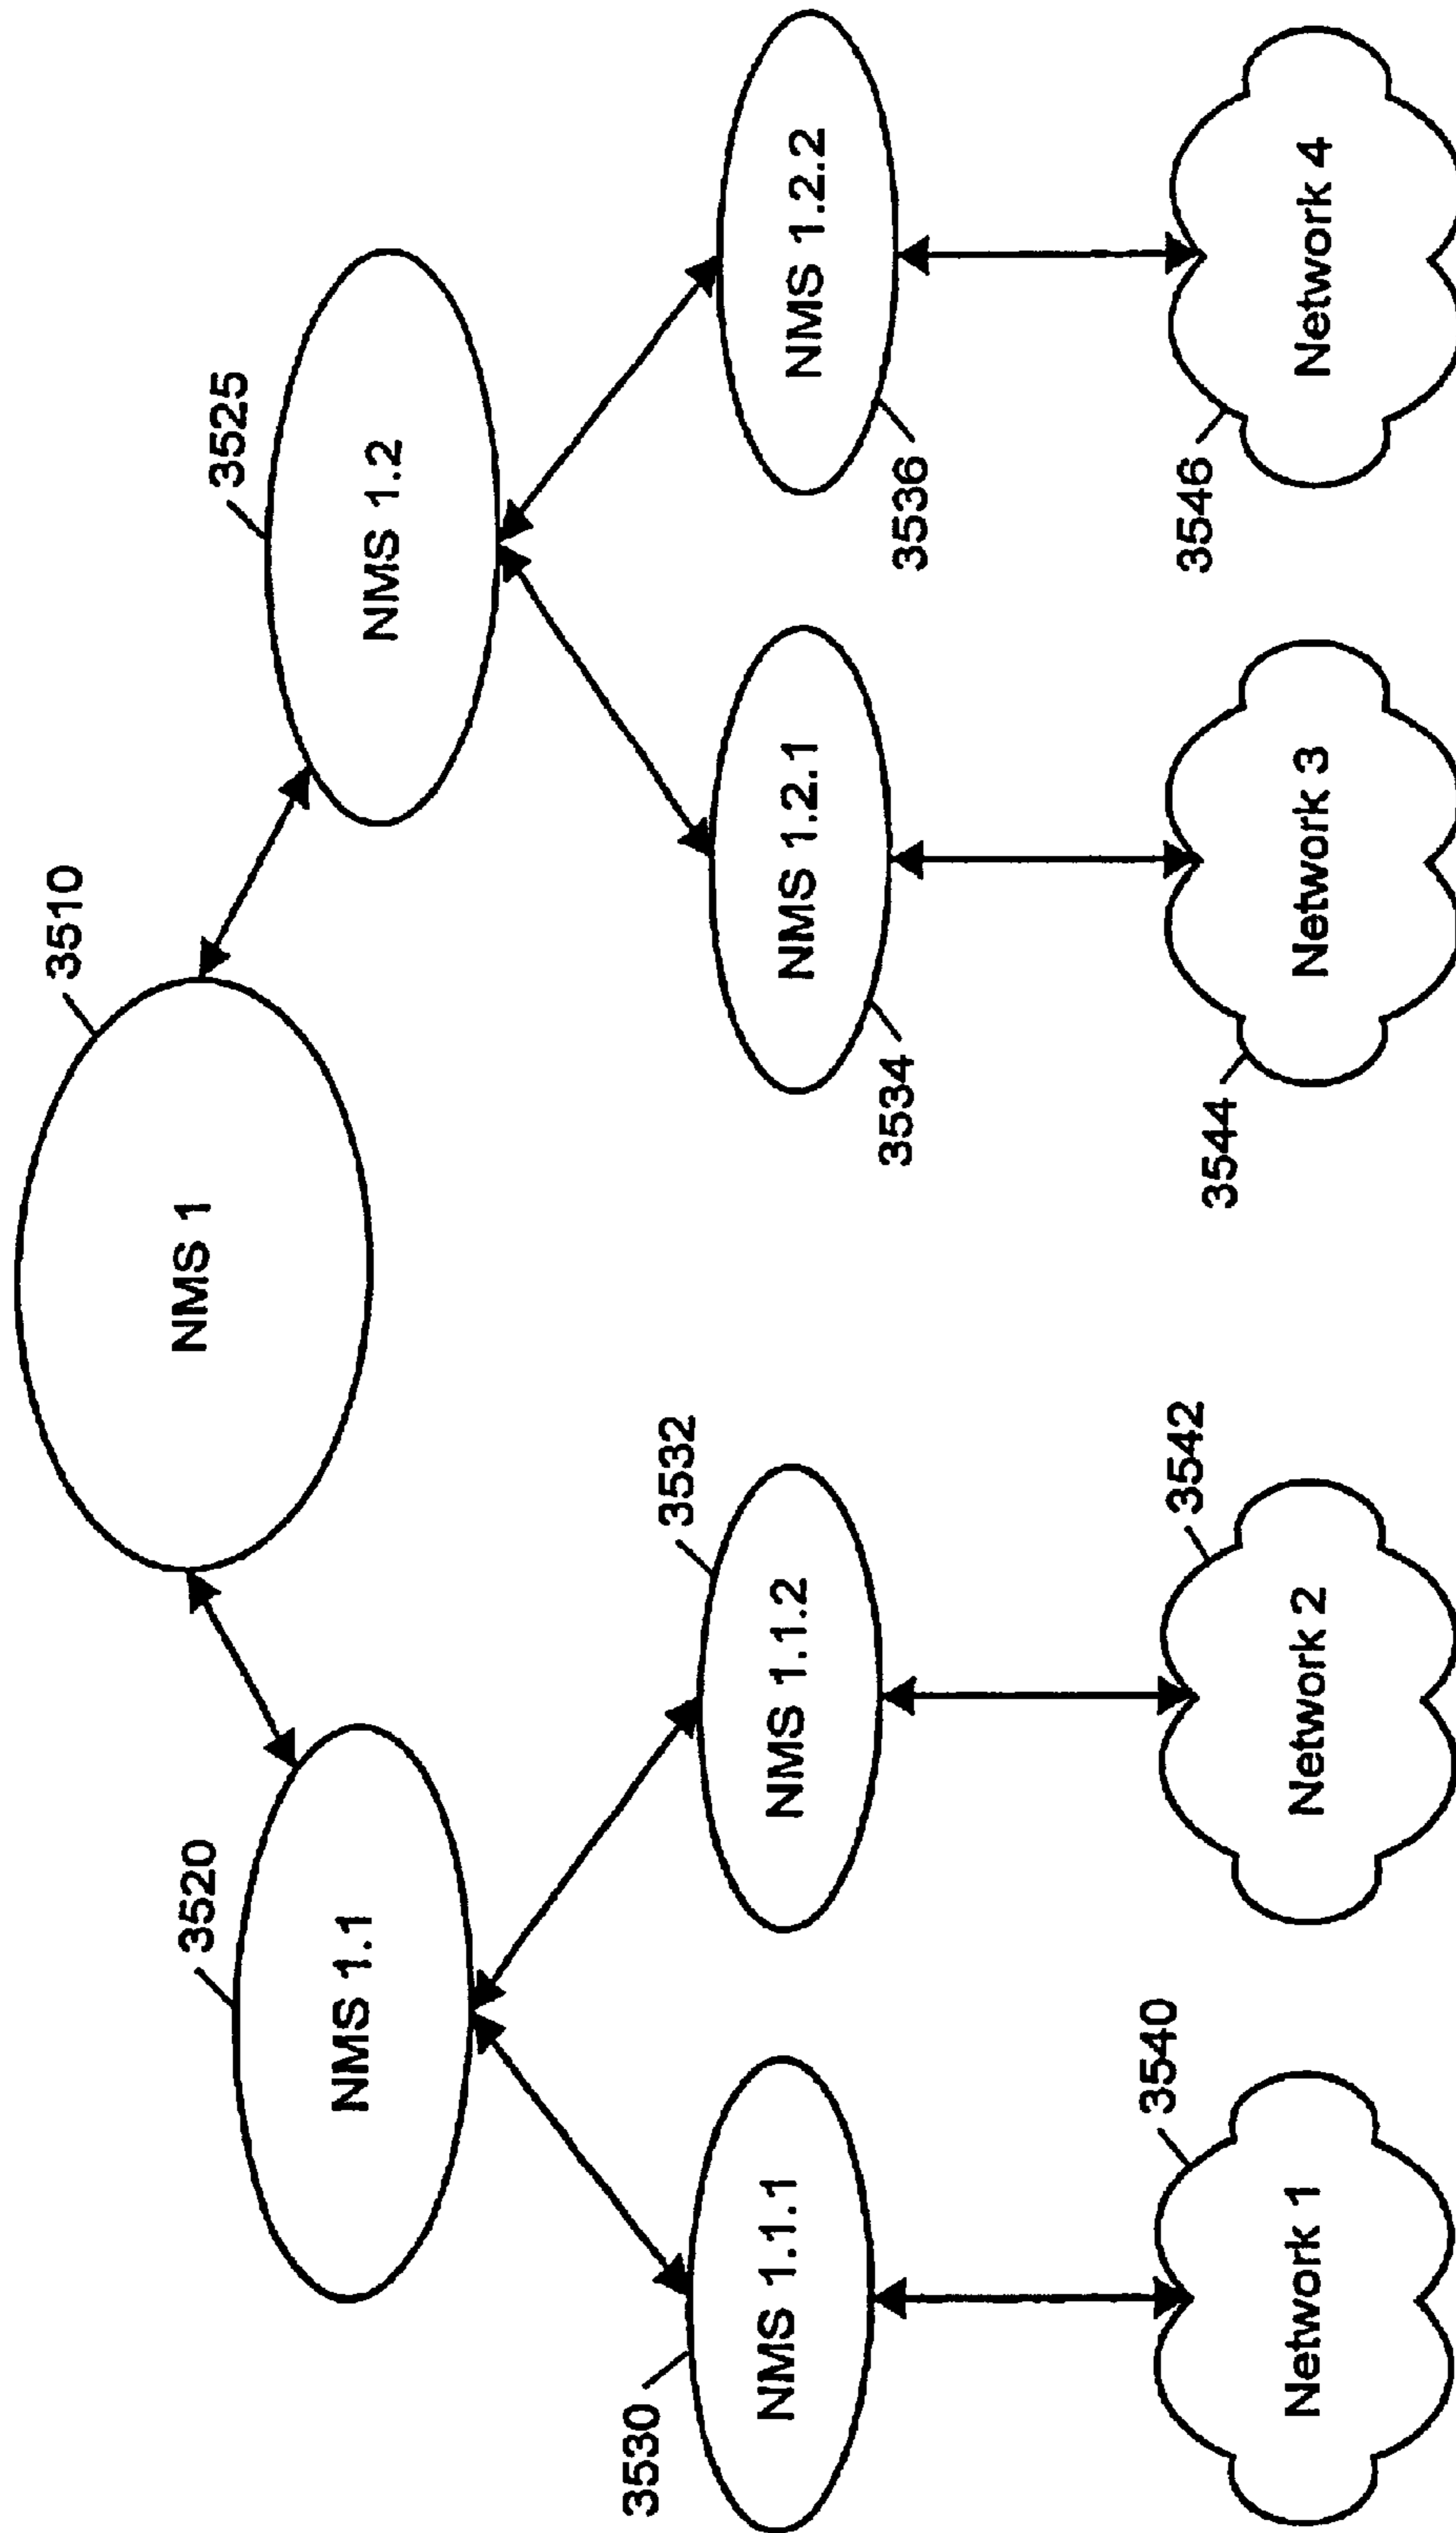 3510
NMS 1
3520
NMS 1.1
3525
NMS 1.2
3530
NMS 1.1.1
3532
NMS 1.1.2
3534
NMS 1.2.1
3536
NMS 1.2.2
3540
Network 1
3542
Network 2
3544
Network 3
3546
Network 4